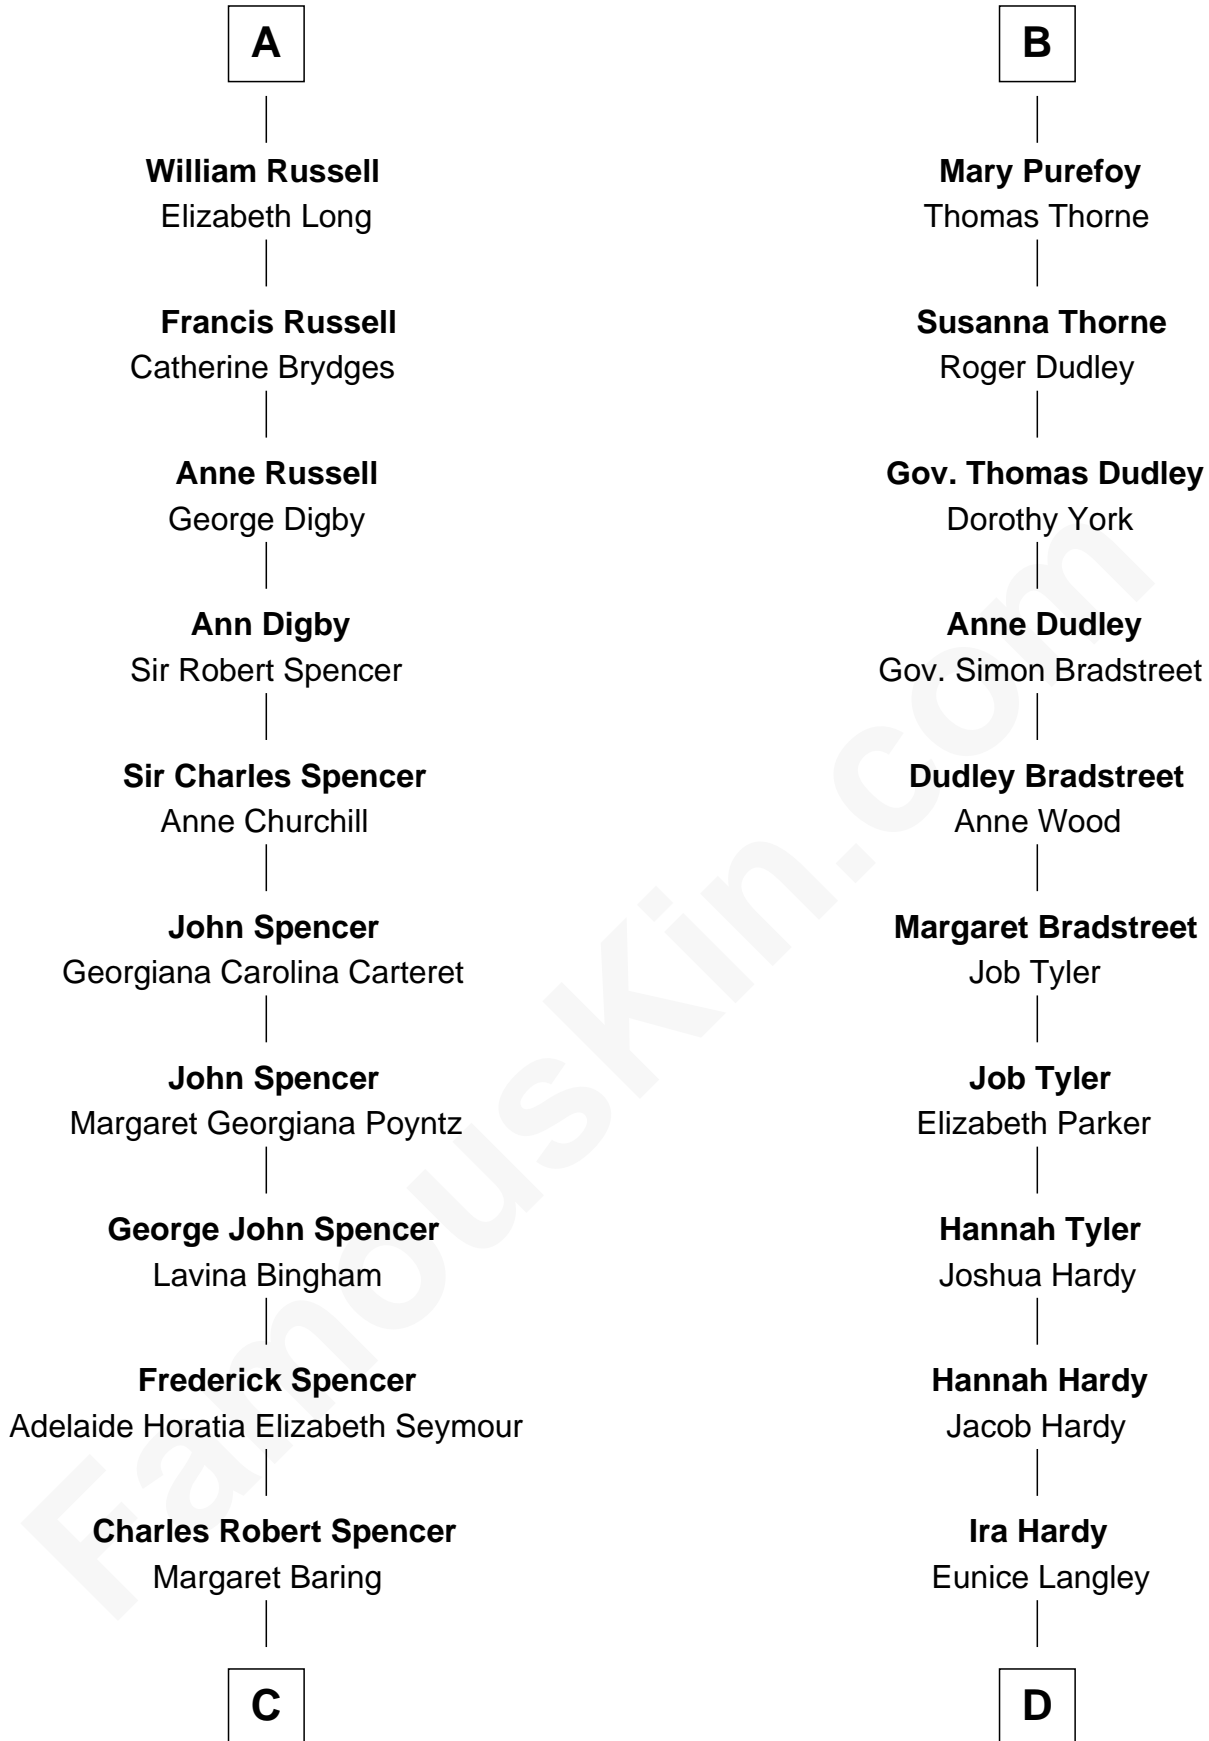 A
William Russell
Elizabeth Long
Francis Russell
Catherine Brydges
Anne Russell
George Digby
Ann Digby
Sir Robert Spencer
Sir Charles Spencer
Anne Churchill
John Spencer
Georgiana Carolina Carteret
John Spencer
Margaret Georgiana Poyntz
George John Spencer
Lavina Bingham
Frederick Spencer
Adelaide Horatia Elizabeth Seymour
Charles Robert Spencer
Margaret Baring
C
B
Mary Purefoy
Thomas Thorne
Susanna Thorne
Roger Dudley
Gov. Thomas Dudley
Dorothy York
Anne Dudley
Gov. Simon Bradstreet
Dudley Bradstreet
Anne Wood
Margaret Bradstreet
Job Tyler
Job Tyler
Elizabeth Parker
Hannah Tyler
Joshua Hardy
Hannah Hardy
Jacob Hardy
Ira Hardy
Eunice Langley
D
FamousKin.com